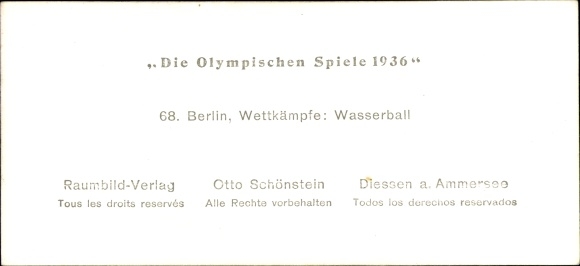 „Die Olympischen Spiele 1936“
68. Berlin, Wettkämpfe: Wasserball
Raumbild-Verlag Otto Schönstein Diessen a. Ammersee
Tous les droits reservés Alle Rechte vorbehalten Todos los derechos reservados